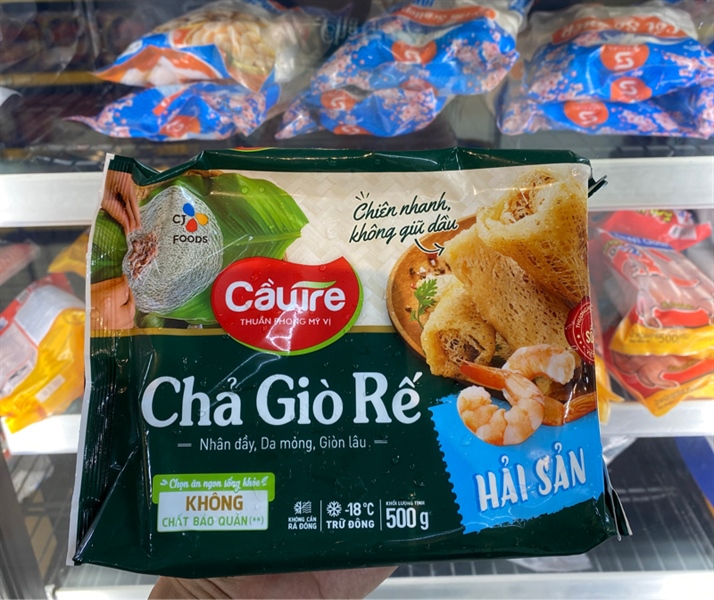 CJ
FOODS
Chiên nhanh,
không giữ dầu
Cầutre
THUẦN PHONG MỸ VỊ
Chả Giò Rế
Nhân đầy, Da mỏng, Giòn lâu
HẢI SẢN
Chọn ăn ngon sống khỏe
KHÔNG
CHẤT BẢO QUẢN(**)
KHÔNG CẦN
RÃ ĐÔNG
-18°C
TRỮ ĐÔNG
KHỐI LƯỢNG TỊNH
500g